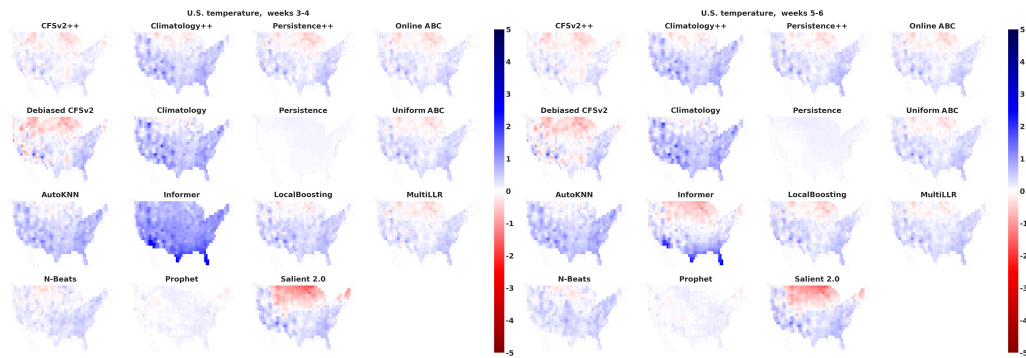 U.S. temperature, weeks 3-4
CFSv2++ Climatology++ Persistence++ Online ABC
Debiased CFSv2 Climatology Persistence Uniform ABC
AutoKNN Informer LocalBoosting MultiLLR
N-Beats Prophet Salient 2.0
5
4
3
2
1
0
-1
-2
-3
-4
-5
U.S. temperature, weeks 5-6
CFSv2++ Climatology++ Persistence++ Online ABC
Debiased CFSv2 Climatology Persistence Uniform ABC
AutoKNN Informer LocalBoosting MultiLLR
N-Beats Prophet Salient 2.0
5
4
3
2
1
0
-1
-2
-3
-4
-5